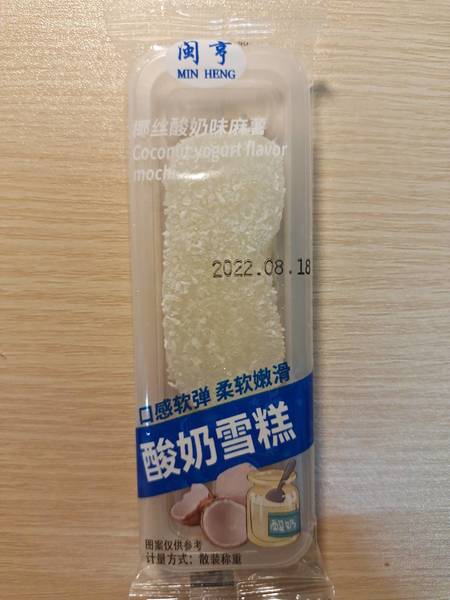 闽亨
MIN HENG
椰丝酸奶味麻薯
Coconut yogurt flavor
mochi
2022.08.18
口感软弹 柔软嫩滑
酸奶雪糕
酸奶
图案仅供参考
计量方式：散装称重